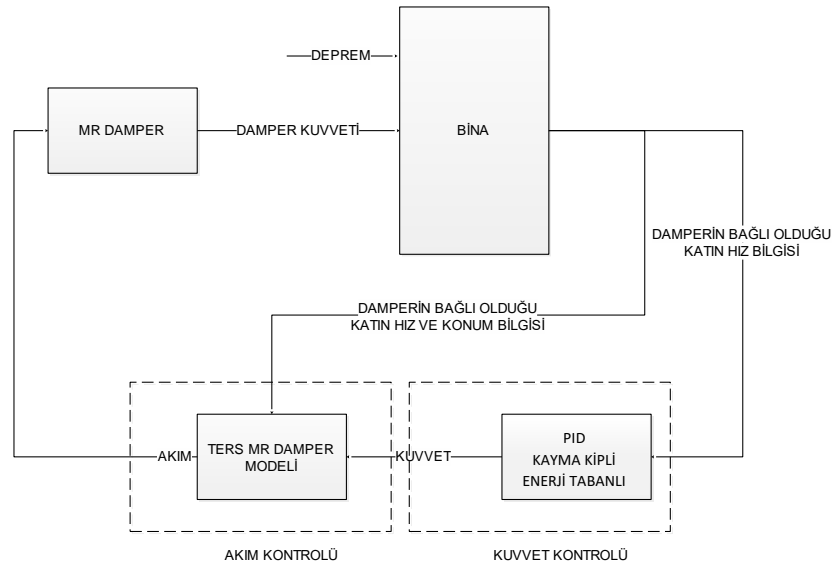 DEPREM
MR DAMPER
DAMPER KUVVETİ
BİNA
DAMPERİN BAĞLI OLDUĞU
KATIN HIZ BİLGİSİ
DAMPERİN BAĞLI OLDUĞU
KATIN HIZ VE KONUM BİLGİSİ
AKIM
TERS MR DAMPER
MODELİ
KUVVET
PID
KAYMA KİPLİ
ENERJİ TABANLI
AKIM KONTROLÜ
KUVVET KONTROLÜ